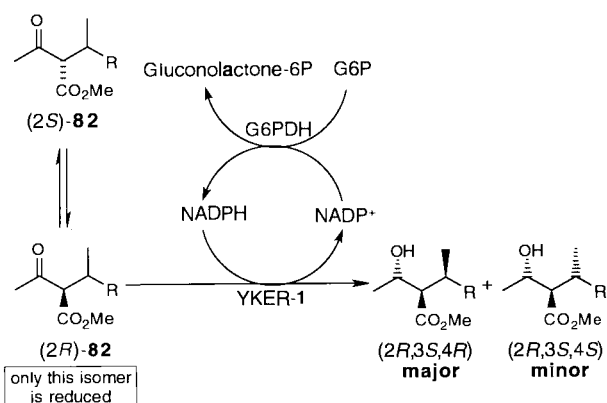 O
R
CO₂Me
(2S)-82
Gluconolactone-6P G6P
G6PDH
NADPH NADP⁺
O
R
CO₂Me
YKER-1
(2R)-82
only this isomer
is reduced
OH
R
CO₂Me
+
OH
R
CO₂Me
(2R,3S,4R)
major
(2R,3S,4S)
minor